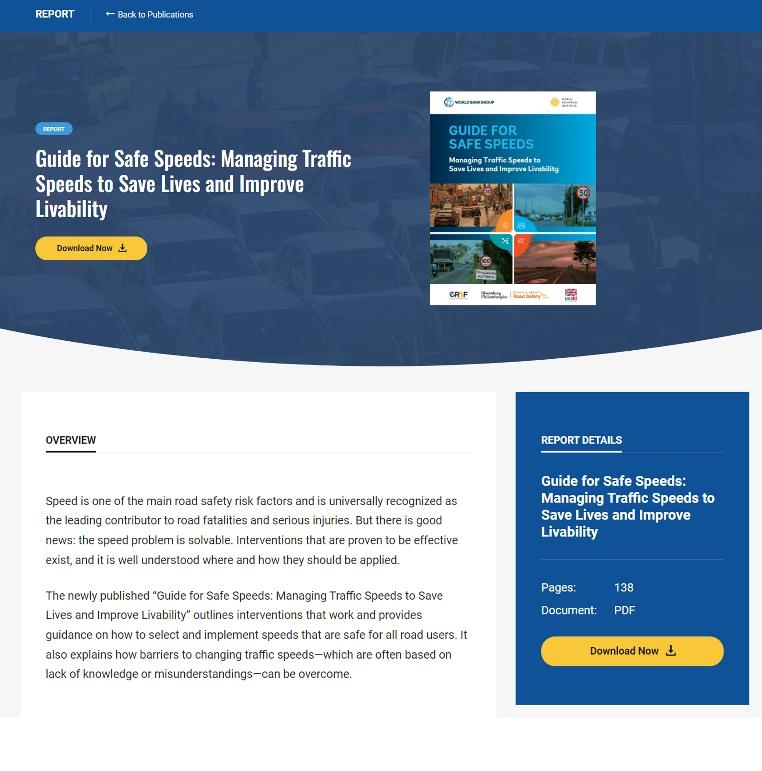 REPORT
← Back to Publications
REPORT
Guide for Safe Speeds: Managing Traffic
Speeds to Save Lives and Improve
Livability
Download Now
WORLD BANK GROUP
WORLD
RESOURCES
INSTITUTE
GUIDE FOR
SAFE SPEEDS
Managing Traffic Speeds to
Save Lives and Improve Livability
50
100
GRSF
Bloomberg
Philanthropies
Road Safety
ukaid
OVERVIEW
Speed is one of the main road safety risk factors and is universally recognized as
the leading contributor to road fatalities and serious injuries. But there is good
news: the speed problem is solvable. Interventions that are proven to be effective
exist, and it is well understood where and how they should be applied.
The newly published “Guide for Safe Speeds: Managing Traffic Speeds to Save
Lives and Improve Livability” outlines interventions that work and provides
guidance on how to select and implement speeds that are safe for all road users. It
also explains how barriers to changing traffic speeds—which are often based on
lack of knowledge or misunderstandings—can be overcome.
REPORT DETAILS
Guide for Safe Speeds:
Managing Traffic Speeds to
Save Lives and Improve
Livability
Pages: 138
Document: PDF
Download Now